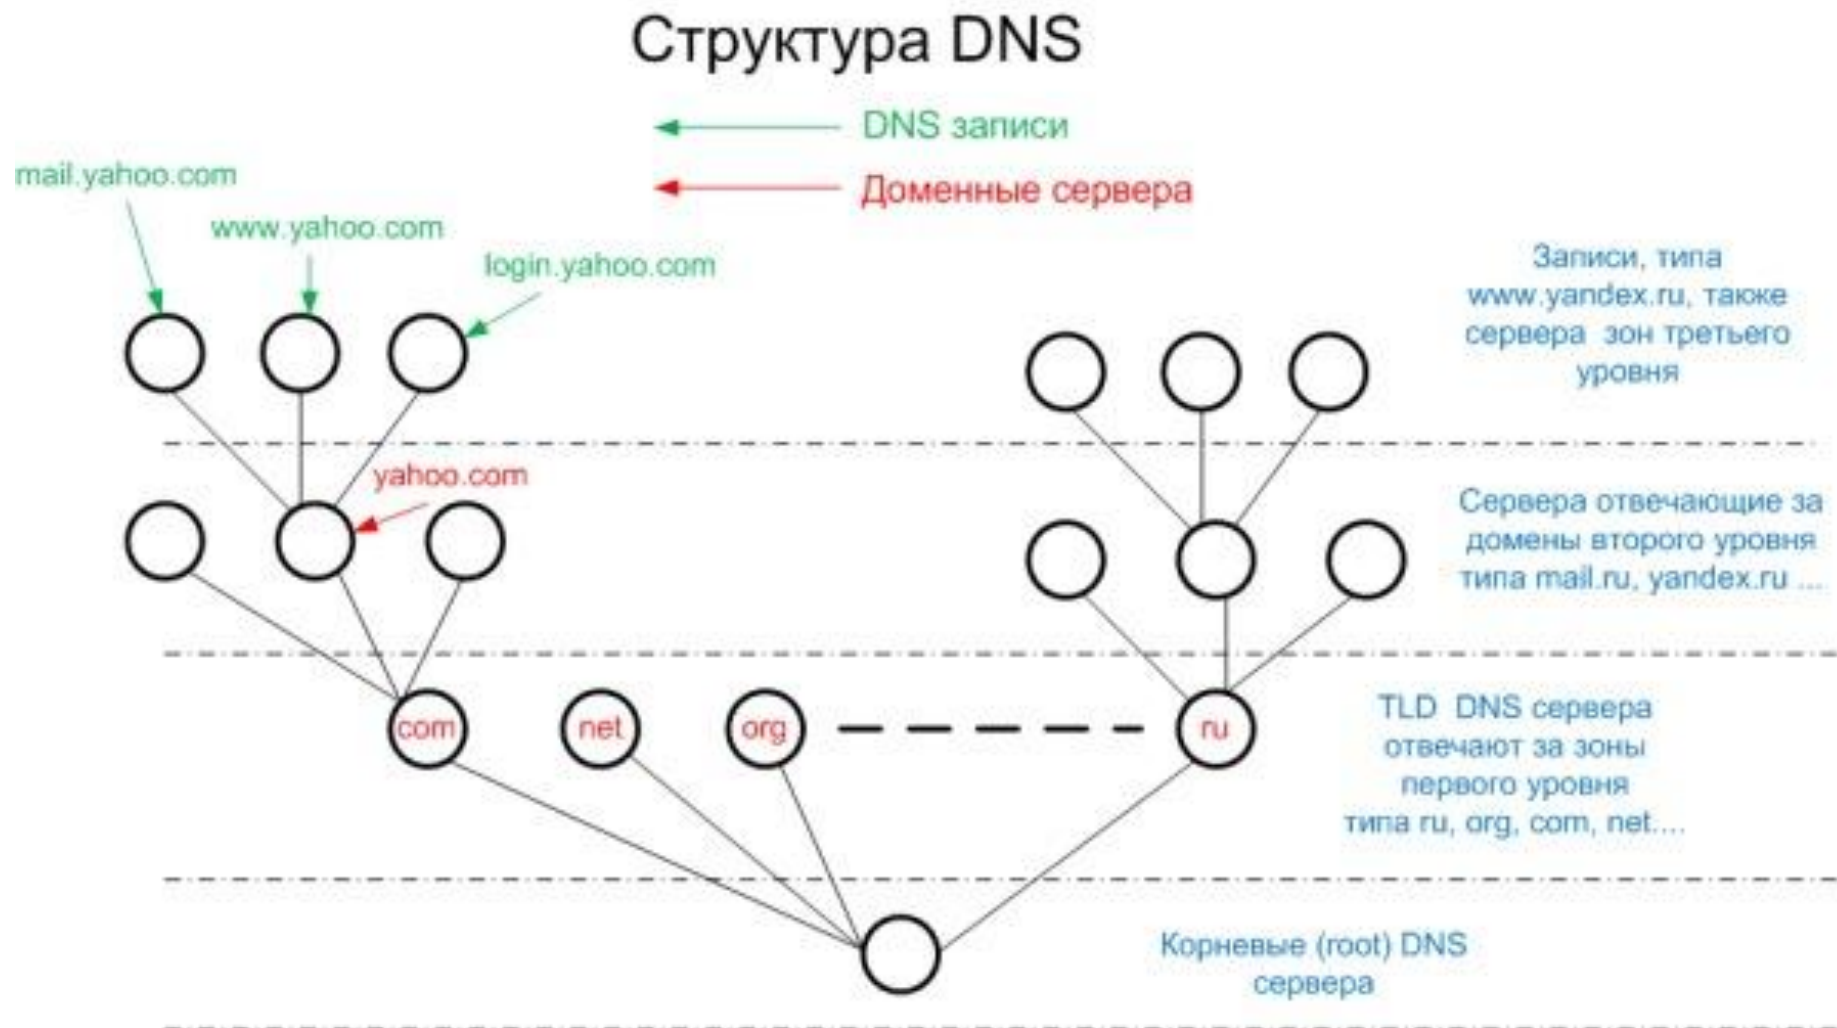 Структура DNS
DNS записи
Доменные сервера
mail.yahoo.com
www.yahoo.com
login.yahoo.com
Записи, типа
www.yandex.ru, также
сервера зон третьего
уровня
yahoo.com
Сервера отвечающие за
домены второго уровня
типа mail.ru, yandex.ru ...
com
net
org
ru
TLD DNS сервера
отвечают за зоны
первого уровня
типа ru, org, com, net....
Корневые (root) DNS
сервера